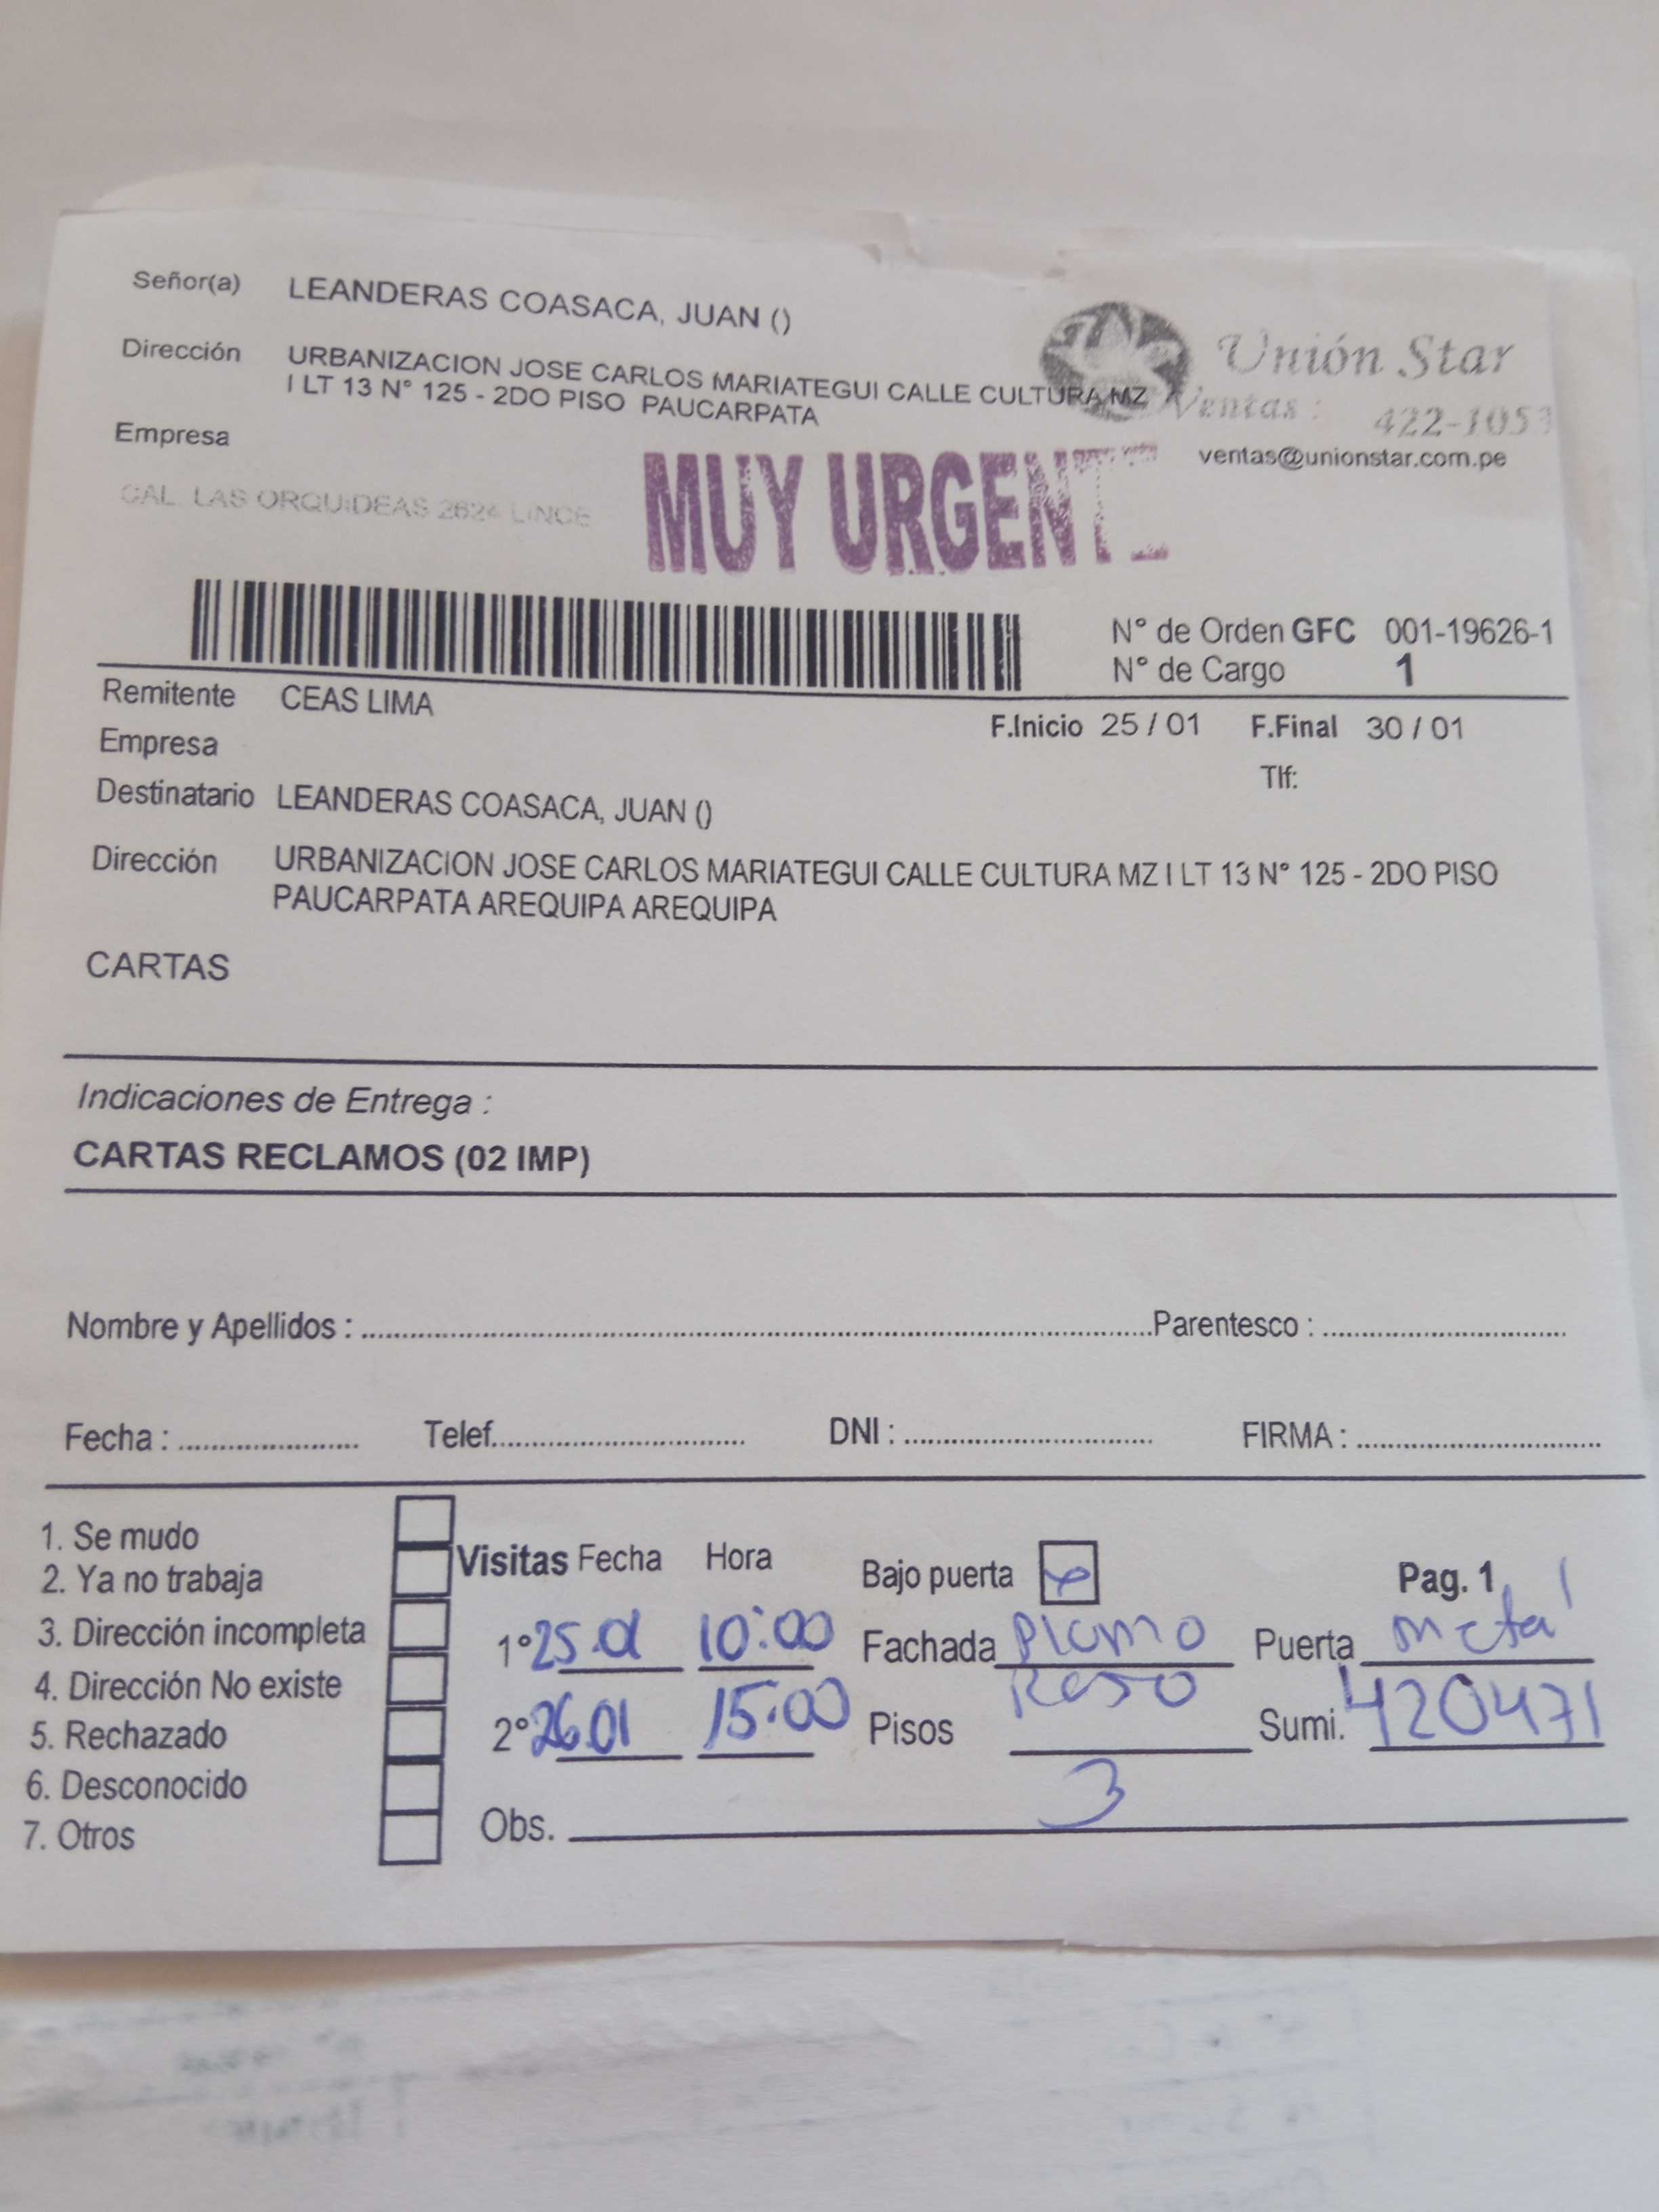 Señor(a) LEANDERAS COASACA, JUAN ()
Dirección URBANIZACION JOSE CARLOS MARIATEGUI CALLE CULTURA MZ
I LT 13 N° 125 - 2DO PISO PAUCARPATA
Unión Star
Ventas : 422-1053
ventas@unionstar.com.pe
Empresa
CAL. LAS ORQUIDEAS 2624 LINCE
MUY URGENTE
N° de Orden GFC 001-19626-1
N° de Cargo 1
Remitente CEAS LIMA
F.Inicio 25 / 01 F.Final 30 / 01
Empresa
Tlf:
Destinatario LEANDERAS COASACA, JUAN ()
Dirección URBANIZACION JOSE CARLOS MARIATEGUI CALLE CULTURA MZ I LT 13 N° 125 - 2DO PISO
PAUCARPATA AREQUIPA AREQUIPA
CARTAS
Indicaciones de Entrega :
CARTAS RECLAMOS (02 IMP)
Nombre y Apellidos : Parentesco :
Fecha : Telef. DNI : FIRMA :
1. Se mudo
2. Ya no trabaja
3. Dirección incompleta
4. Dirección No existe
5. Rechazado
6. Desconocido
7. Otros
Visitas Fecha Hora Bajo puerta Pag. 1
1° 25.01 10:00 Fachada Plomo Puerta metal
Raso
2° 26.01 15:00 Pisos Sumi. 420471
3
Obs.